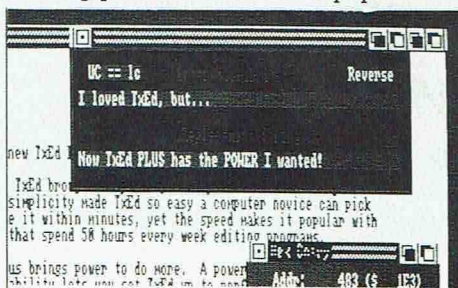 UC == lc Reverse
I loved TxEd, but...
Now TxEd PLUS has the POWER I wanted!
new TxEd
TxEd
simplicity made TxEd so easy a computer novice can pick
e it within minutes, yet the speed makes it popular with
that spend 50 hours every week editing programs.
us brings power to do more. A power
Addr: 483 ($ 1E3)
ability lets you set TxEd up to